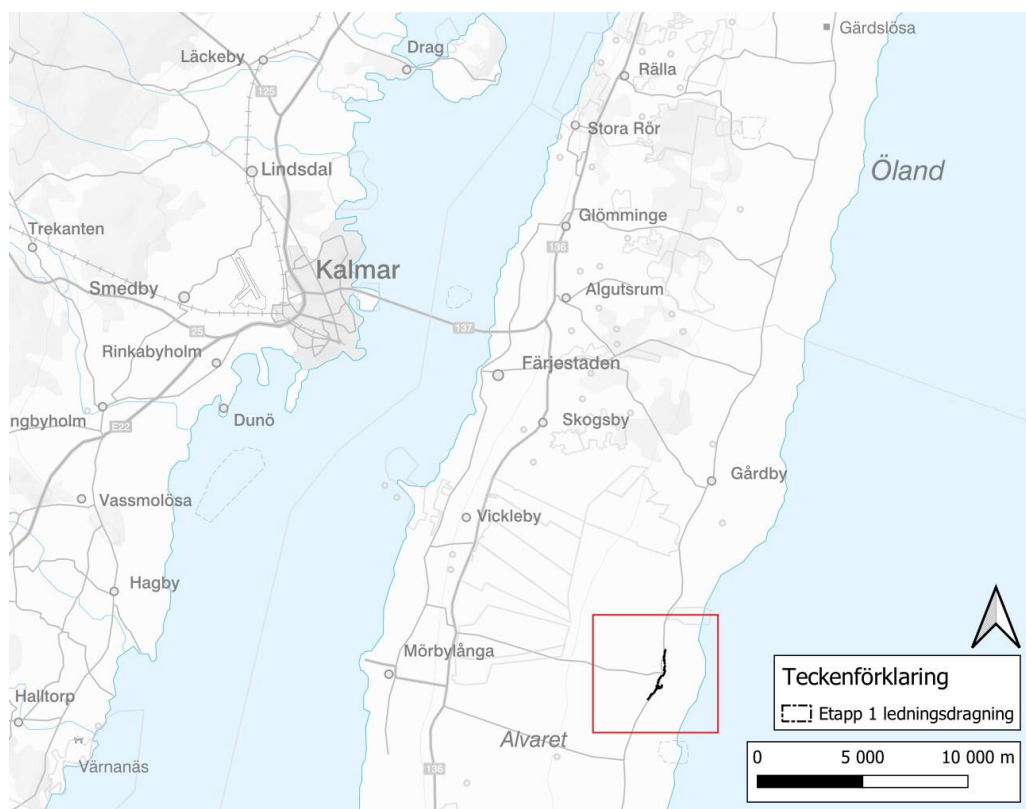 Gärdslösa
Läckeby
Drag
Rälla
125
Stora Rör
Lindsdal
Öland
Glömminge
Trekanten
136
Kalmar
Smedby
Algutsrum
25
137
Rinkabyholm
Färjestaden
ngbyholm
Dunö
Skogsby
E22
Gårdby
Vassmolösa
Vickleby
Hagby
Mörbylånga
Teckenförklaring
Halltorp
Etapp 1 ledningsdragning
Alvaret
0 5 000 10 000 m
Värnanäs
136